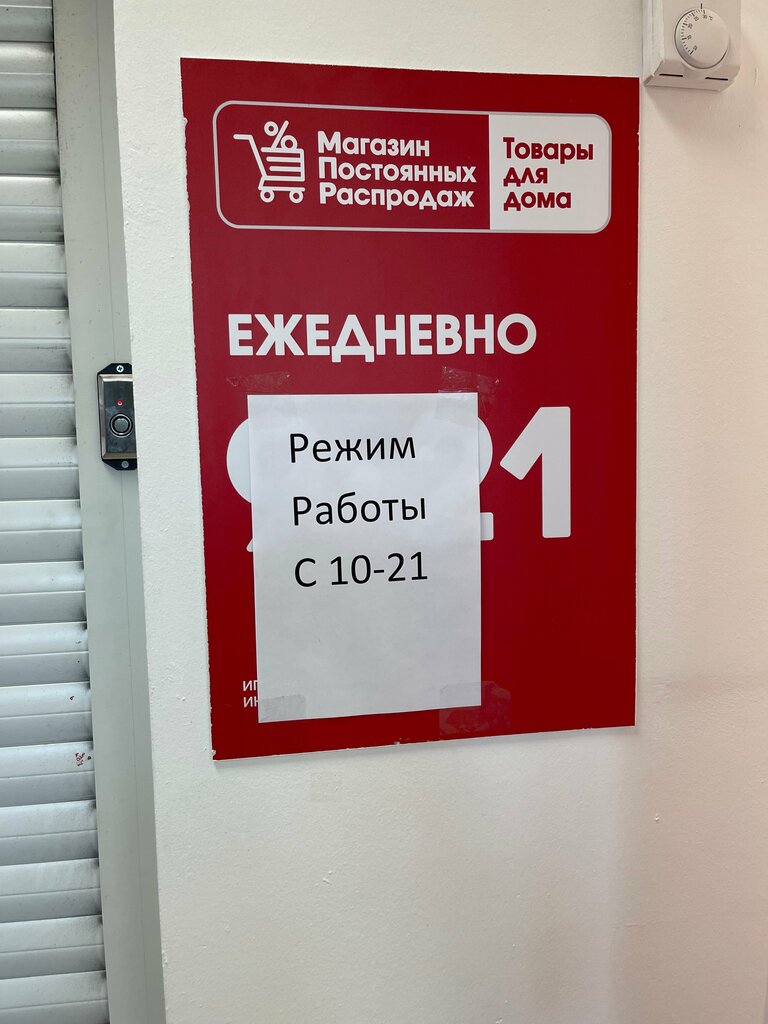 Магазин
Постоянных
Распродаж
Товары
для
дома
ЕЖЕДНЕВНО
Режим
Работы
С 10-21